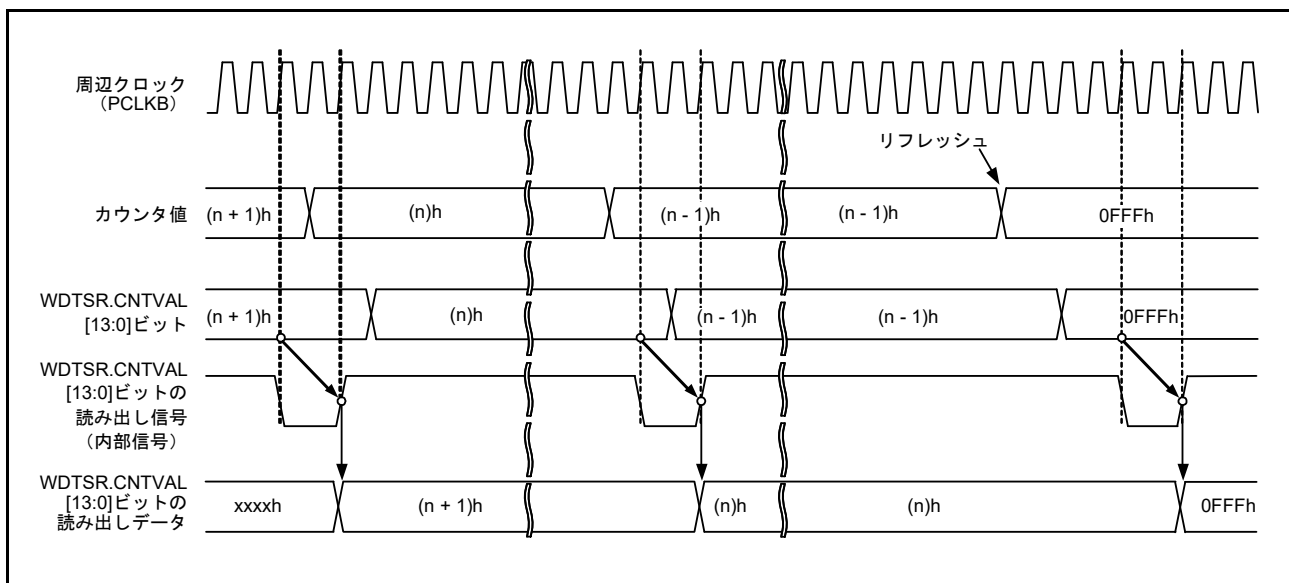 周辺クロック
（PCLKB）
リフレッシュ
カウンタ値
(n + 1)h
(n)h
(n - 1)h
(n - 1)h
0FFFh
WDTSR.CNTVAL
[13:0]ビット
(n + 1)h
(n)h
(n - 1)h
(n - 1)h
0FFFh
WDTSR.CNTVAL
[13:0]ビットの
読み出し信号
（内部信号）
WDTSR.CNTVAL
[13:0]ビットの
読み出しデータ
xxxxh
(n + 1)h
(n)h
(n)h
0FFFh